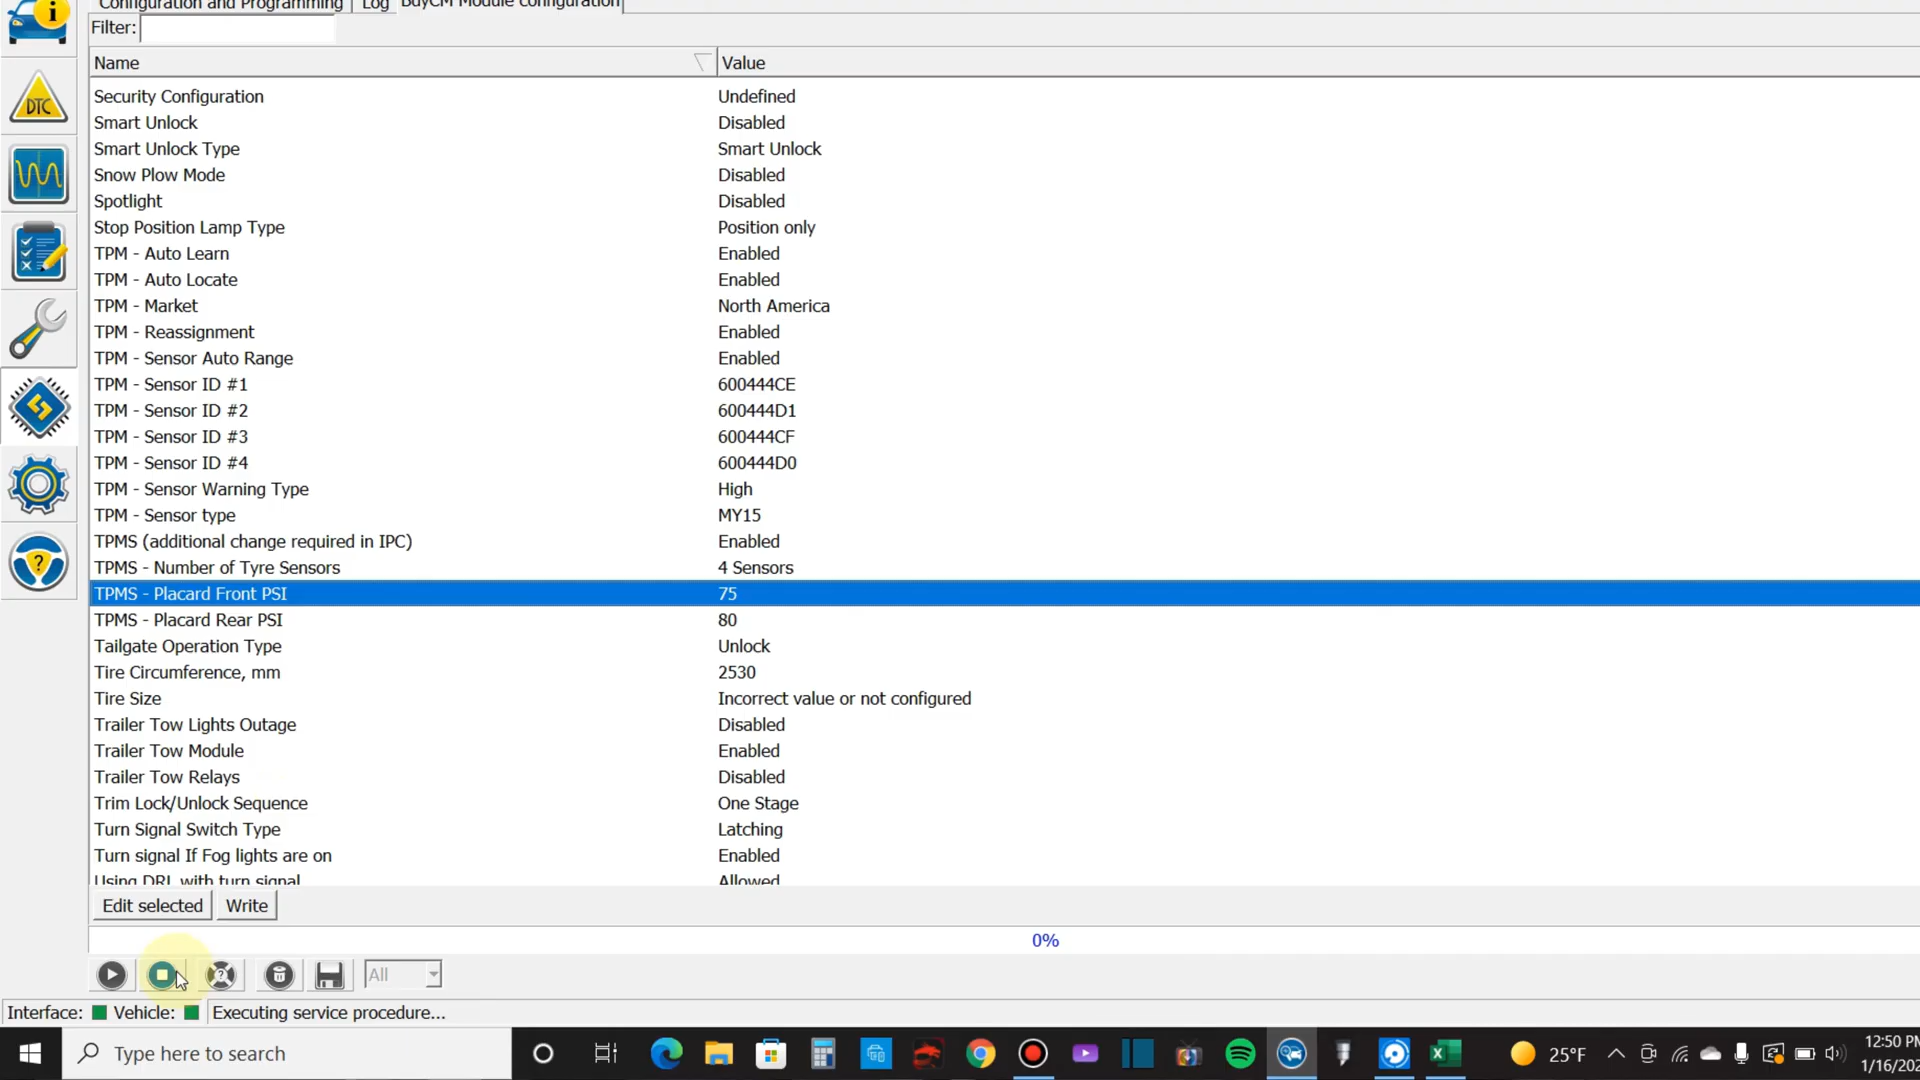 Configuration and Programming Log BdyCM Module configuration
Filter:
Name Value
Security Configuration Undefined
Smart Unlock Disabled
Smart Unlock Type Smart Unlock
Snow Plow Mode Disabled
Spotlight Disabled
Stop Position Lamp Type Position only
TPM - Auto Learn Enabled
TPM - Auto Locate Enabled
TPM - Market North America
TPM - Reassignment Enabled
TPM - Sensor Auto Range Enabled
TPM - Sensor ID #1 600444CE
TPM - Sensor ID #2 600444D1
TPM - Sensor ID #3 600444CF
TPM - Sensor ID #4 600444D0
TPM - Sensor Warning Type High
TPM - Sensor type MY15
TPMS (additional change required in IPC) Enabled
TPMS - Number of Tyre Sensors 4 Sensors
TPMS - Placard Front PSI 75
TPMS - Placard Rear PSI 80
Tailgate Operation Type Unlock
Tire Circumference, mm 2530
Tire Size Incorrect value or not configured
Trailer Tow Lights Outage Disabled
Trailer Tow Module Enabled
Trailer Tow Relays Disabled
Trim Lock/Unlock Sequence One Stage
Turn Signal Switch Type Latching
Turn signal If Fog lights are on Enabled
Using DRL with turn signal Allowed
Edit selected Write
0%
All
Interface: Vehicle: Executing service procedure...
Type here to search
25°F
12:50 PM
1/16/202
DTC